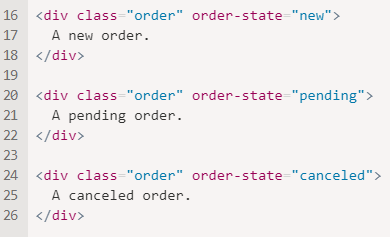 16 <div class="order" order-state="new">
17   A new order.
18 </div>
19
20 <div class="order" order-state="pending">
21   A pending order.
22 </div>
23
24 <div class="order" order-state="canceled">
25   A canceled order.
26 </div>